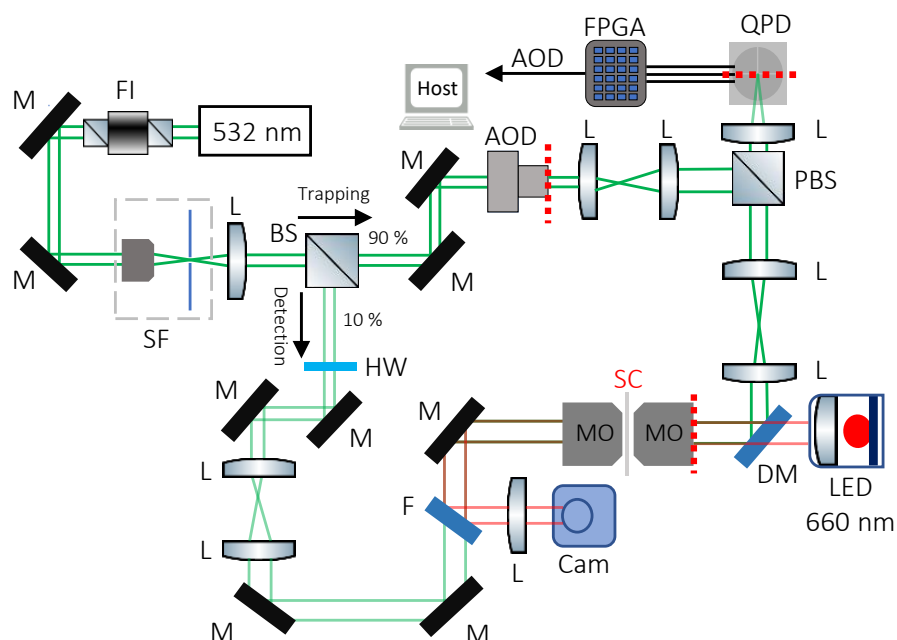 QPD
FPGA
AOD
Host
M
FI
532 nm
L
AOD
L
L
M
PBS
Trapping
L
BS
90 %
M
M
SF
Detection
10 %
L
HW
M
M
L
SC
M
MO
MO
L
DM
LED
660 nm
F
L
Cam
L
M
M